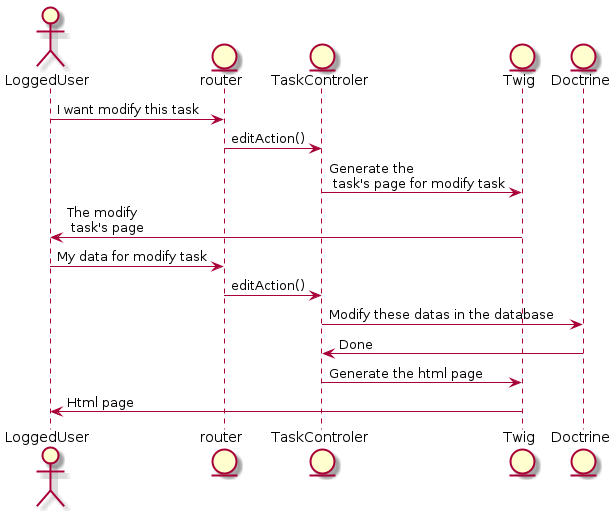 LoggedUser
router
TaskControler
Twig
Doctrine
I want modify this task
editAction()
Generate the
task's page for modify task
The modify
task's page
My data for modify task
editAction()
Modify these datas in the database
Done
Generate the html page
Html page
LoggedUser
router
TaskControler
Twig
Doctrine